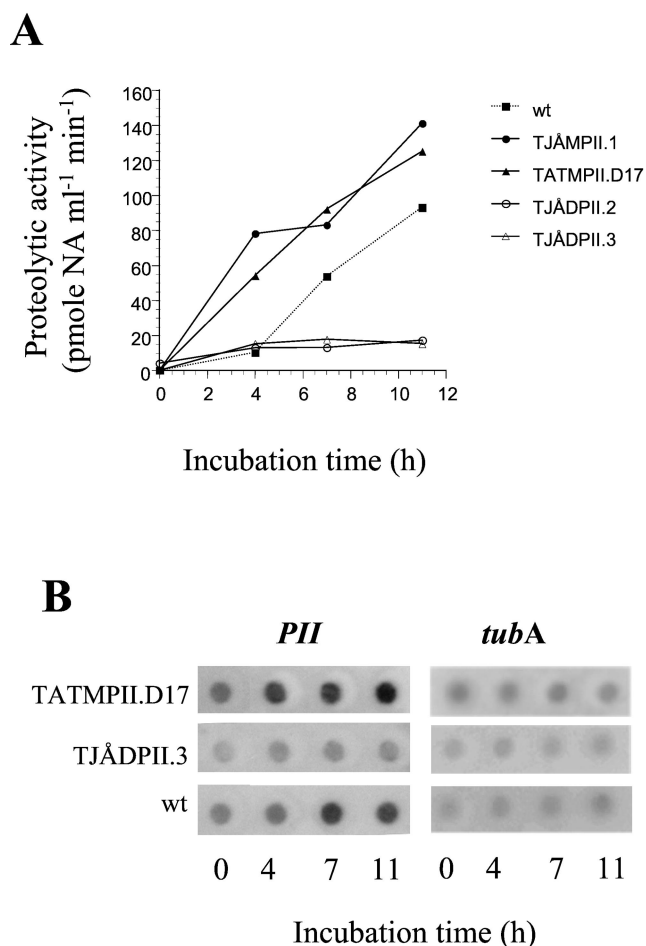 A
Proteolytic activity
(pmole NA ml-1 min-1)
160
140
120
100
80
60
40
20
0
0 2 4 6 8 10 12
Incubation time (h)
wt
TJÅMPII.1
TATMPII.D17
TJÅDPII.2
TJÅDPII.3
B
PII tubA
TATMPII.D17
TJÅDPII.3
wt
0 4 7 11 0 4 7 11
Incubation time (h)